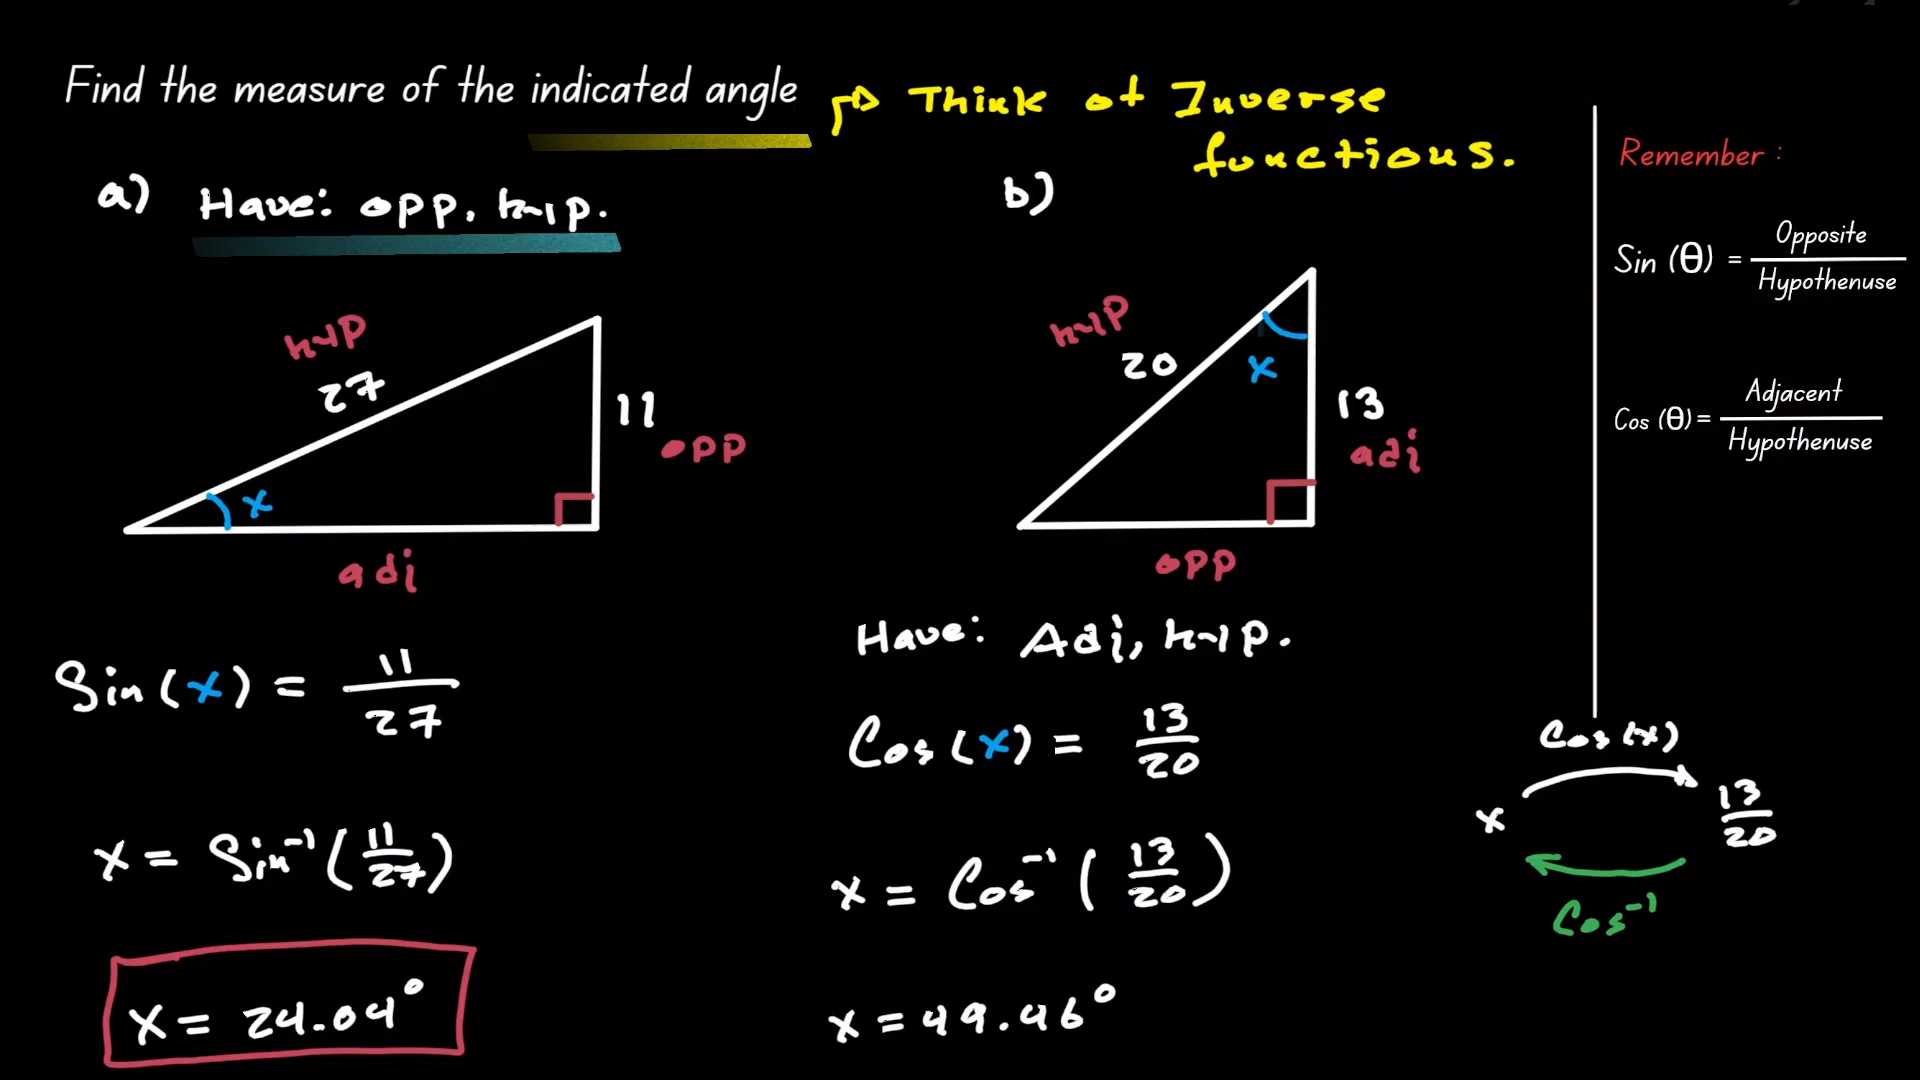 Find the measure of the indicated angle
Think of Inverse
functions.
a) Have: opp, hyp.
hyp
27
11
opp
x
adj
Sin(x) = 11/27
x = Sin⁻¹(11/27)
x = 24.04°
b)
hyp
20
x
13
adj
opp
Have: Adj, hyp.
Cos(x) = 13/20
x = Cos⁻¹(13/20)
x = 49.46°
Remember :
Sin (θ) = Opposite/Hypothenuse
Cos (θ) = Adjacent/Hypothenuse
Cos(x)
x
13/20
Cos⁻¹